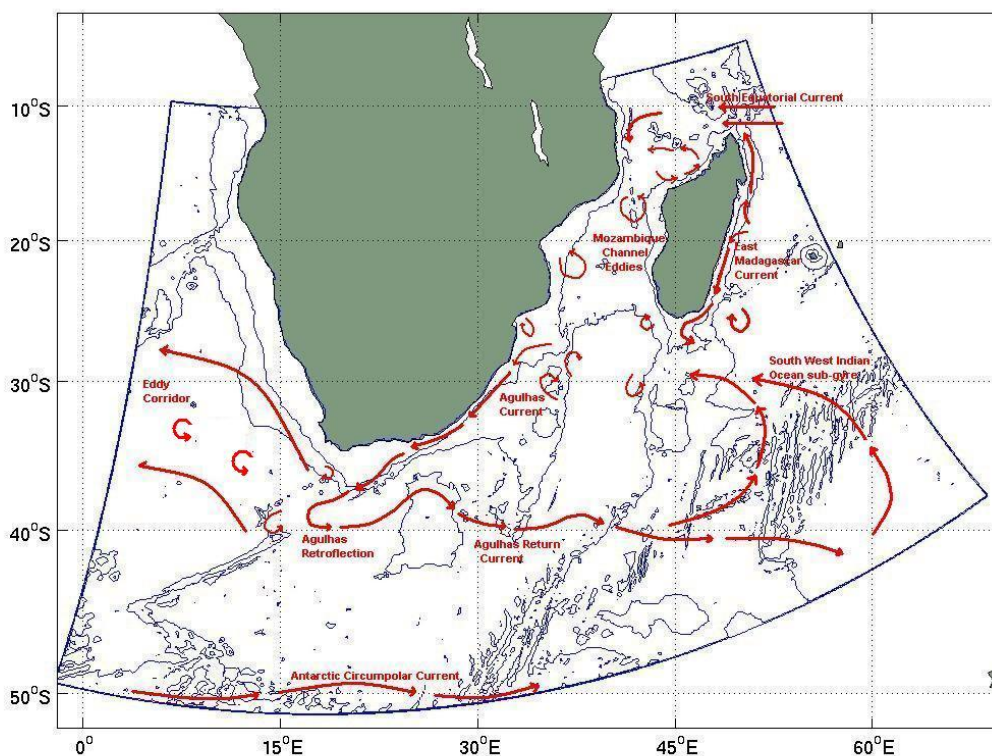 South Equatorial Current
10°S
Mozambique
Channel
Eddies
20°S
East
Madagascar
Current
30°S
Eddy
Corridor
Agulhas
Current
South West Indian
Ocean sub-gyre
40°S
Agulhas
Retroflection
Agulhas Return
Current
Antarctic Circumpolar Current
50°S
0°
15°E
30°E
45°E
60°E